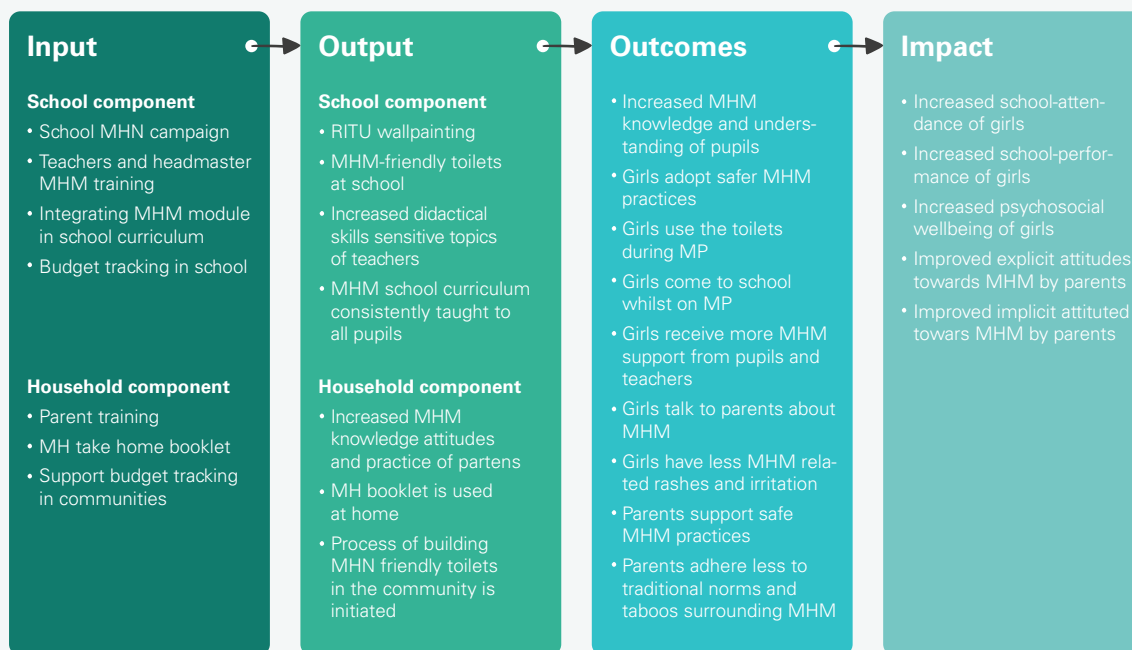 Input
School component
• School MHN campaign
• Teachers and headmaster
MHM training
• Integrating MHM module
in school curriculum
• Budget tracking in school
Household component
• Parent training
• MH take home booklet
• Support budget tracking
in communities
Output
School component
• RITU wallpainting
• MHM-friendly toilets
at school
• Increased didactical
skills sensitive topics
of teachers
• MHM school curriculum
consistently taught to
all pupils
Household component
• Increased MHM
knowledge attitudes
and practice of partens
• MH booklet is used
at home
• Process of building
MHN friendly toilets
in the community is
initiated
Outcomes
• Increased MHM
knowledge and unders-
tanding of pupils
• Girls adopt safer MHM
practices
• Girls use the toilets
during MP
• Girls come to school
whilst on MP
• Girls receive more MHM
support from pupils and
teachers
• Girls talk to parents about
MHM
• Girls have less MHM rela-
ted rashes and irritation
• Parents support safe
MHM practices
• Parents adhere less to
traditional norms and
taboos surrounding MHM
Impact
• Increased school-atten-
dance of girls
• Increased school-perfor-
mance of girls
• Increased psychosocial
wellbeing of girls
• Improved explicit attitudes
towards MHM by parents
• Improved implicit attituted
towars MHM by parents